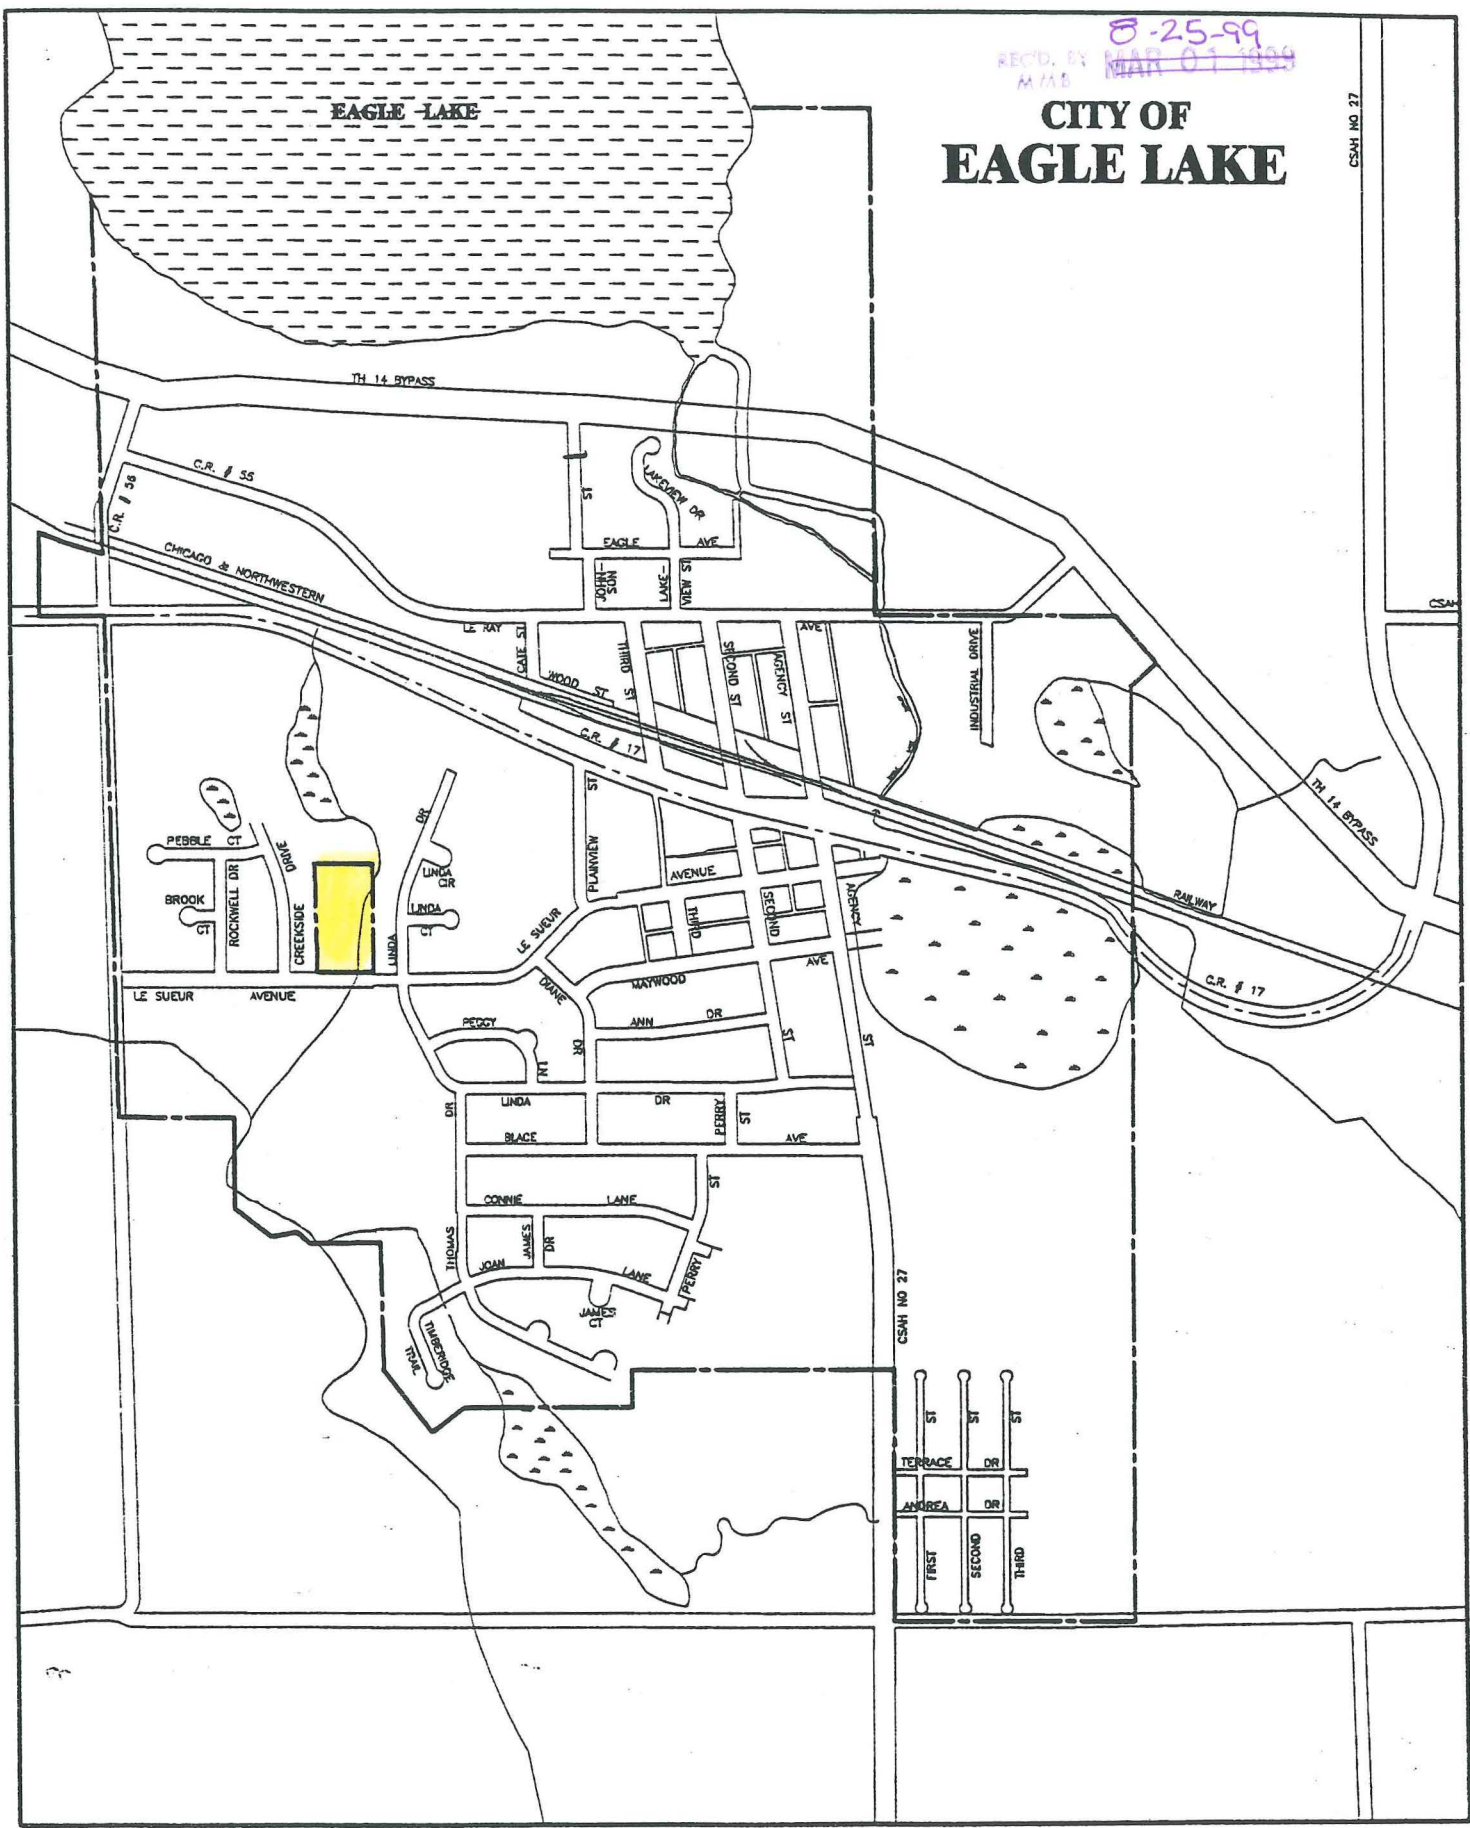 8-25-99
REC'D. BY MAR 01 1999
MMB
EAGLE LAKE
CITY OF
EAGLE LAKE
CSAH NO 27
TH 14 BYPASS
C.R. # 55
C.R. # 56
ST
LAKEVIEW DR
EAGLE AVE
CHICAGO & NORTHWESTERN
JOHN-
SON
LAKE-
VIEW ST
CSAH
LE RAY AVE
CATE ST
THIRD ST
SECOND ST
AGENCY ST
INDUSTRIAL DRIVE
WOOD ST
C.R. # 17
TH 14 BYPASS
PLAINVIEW ST
PEBBLE CT
DRIVE
DR
LINDA
CIR
AVENUE
BROOK
CT
ROCKWELL DR
CREEKSIDE
LINDA
LINDA
CT
LE SUEUR
THIRD
SECOND
AGENCY
RAILWAY
AVE
LE SUEUR AVENUE
DIANE
MAYWOOD
C.R. # 17
PEGGY
ANN DR
LN
DR
ST
ST
DR
LINDA DR
PERRY ST
BLACE AVE
ST
CONNIE LANE
THOMAS
JAMES DR
JOAN LANE
PERRY
JAMES
CT
TIMBERIDGE
TRAIL
CSAH NO 27
ST ST ST
TERRACE DR
ANDREA DR
FIRST SECOND THIRD